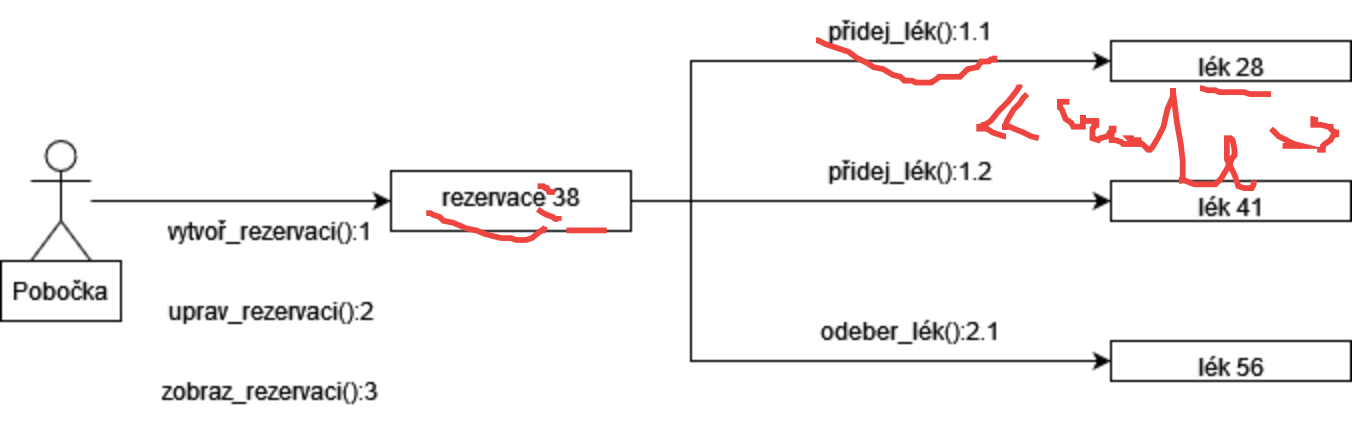 přidej_lék():1.1
lék 28
přidej_lék():1.2
rezervace 38
lék 41
vytvoř_rezervaci():1
Pobočka
uprav_rezervaci():2
odeber_lék():2.1
lék 56
zobraz_rezervaci():3